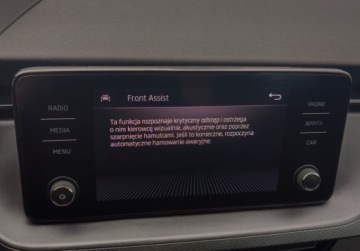 Front Assist
RADIO
PHONE
Ta funkcja rozpoznaje krytyczny odstęp i ostrzega
o nim kierowcę wizualnie, akustycznie oraz poprzez
szarpnięcie hamulcami. Jeśli to konieczne, rozpoczyna
automatyczne hamowanie awaryjne.
MEDIA
APPS
MENU
CAR